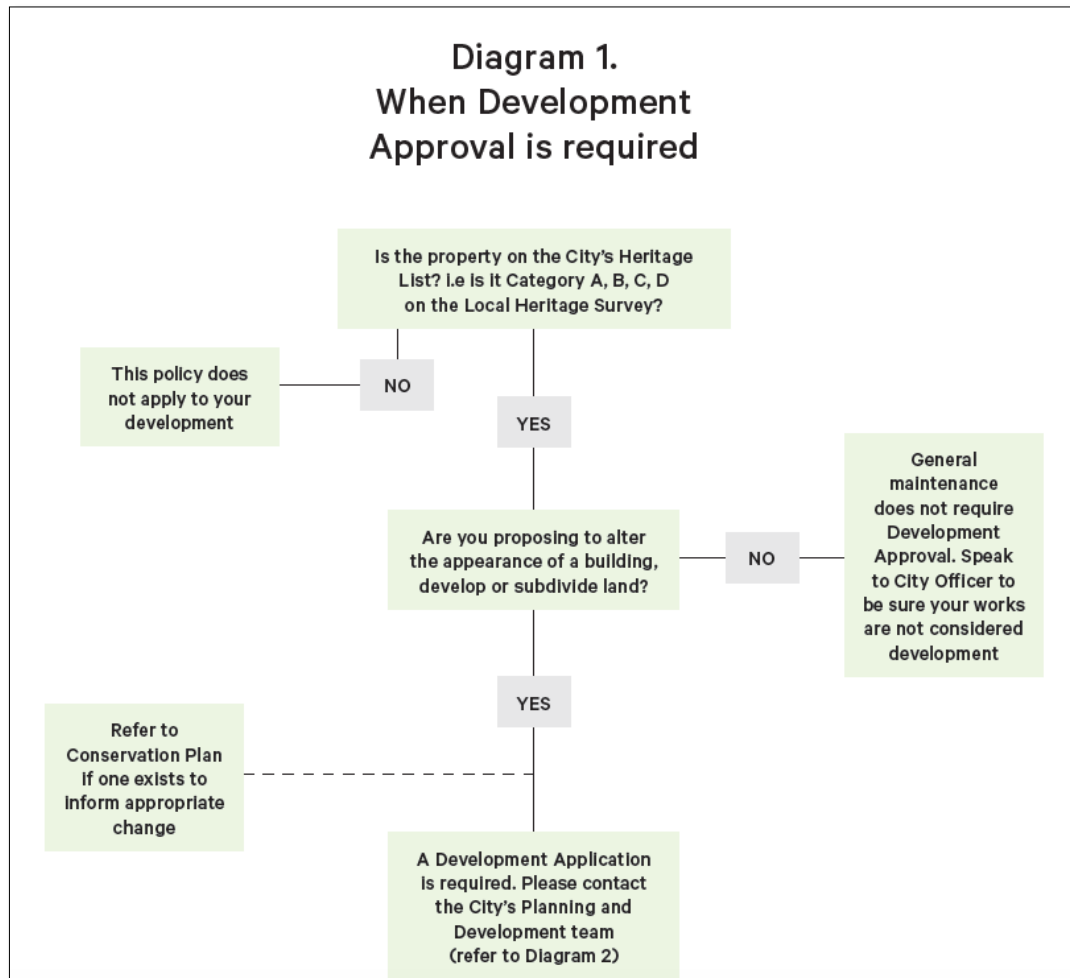 Diagram 1.
When Development
Approval is required
Is the property on the City's Heritage
List? i.e is it Category A, B, C, D
on the Local Heritage Survey?
This policy does
not apply to your
development
NO
YES
Are you proposing to alter
the appearance of a building,
develop or subdivide land?
NO
General
maintenance
does not require
Development
Approval. Speak
to City Officer to
be sure your works
are not considered
development
YES
Refer to
Conservation Plan
if one exists to
inform appropriate
change
A Development Application
is required. Please contact
the City's Planning and
Development team
(refer to Diagram 2)